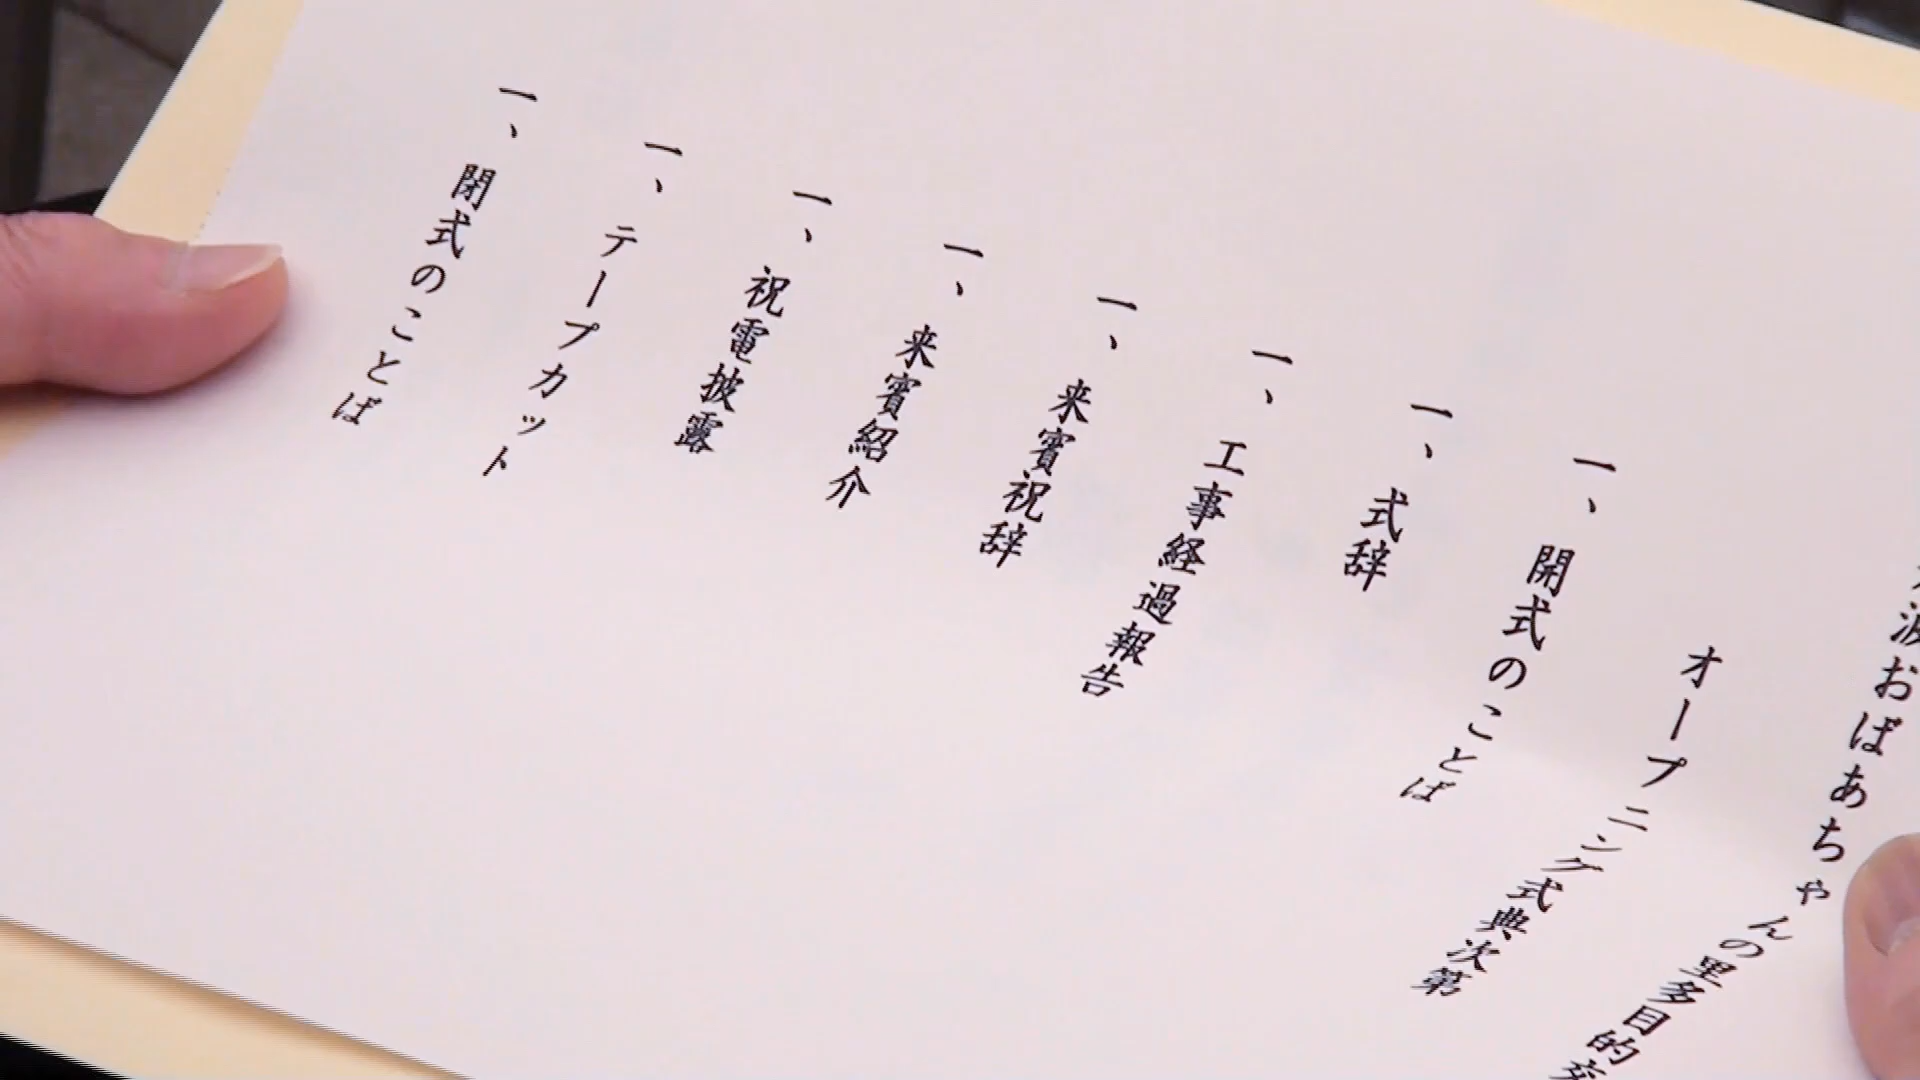 波おばあちゃんの里多目的交
オープニング式典次第
一、開式のことば
一、式辞
一、工事経過報告
一、来賓祝辞
一、来賓紹介
一、祝電披露
一、テープカット
一、閉式のことば